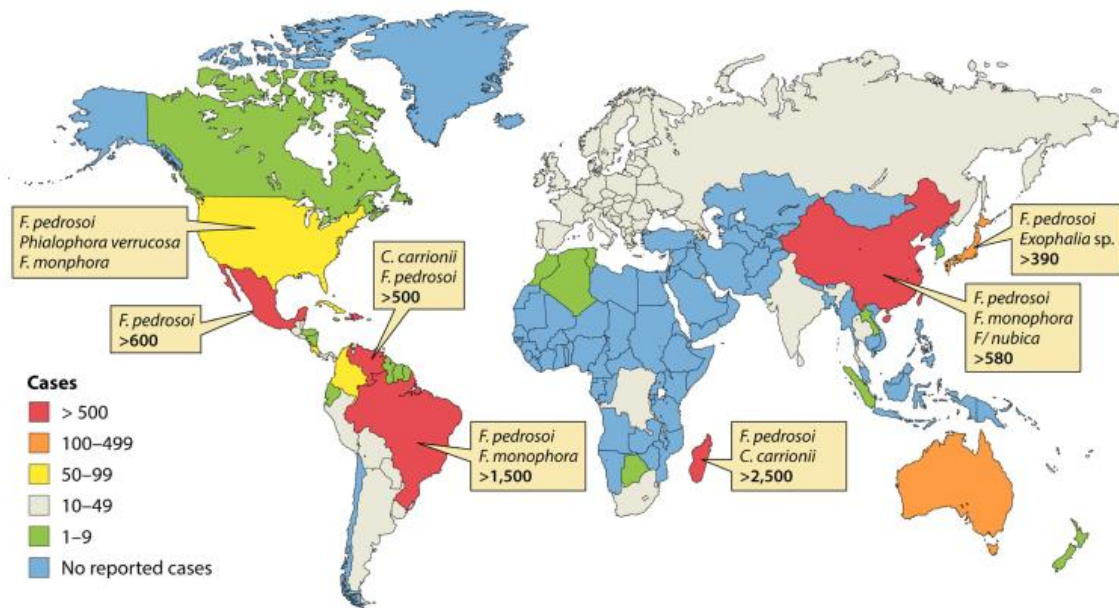 F. pedrosoi
Phialophora verrucosa
F. monphora
C. carrionii
F. pedrosoi
>500
F. pedrosoi
Exophalia sp.
>390
F. pedrosoi
>600
F. pedrosoi
F. monophora
F/ nubica
>580
Cases
> 500
100–499
50–99
10–49
1–9
No reported cases
F. pedrosoi
F. monophora
>1,500
F. pedrosoi
C. carrionii
>2,500